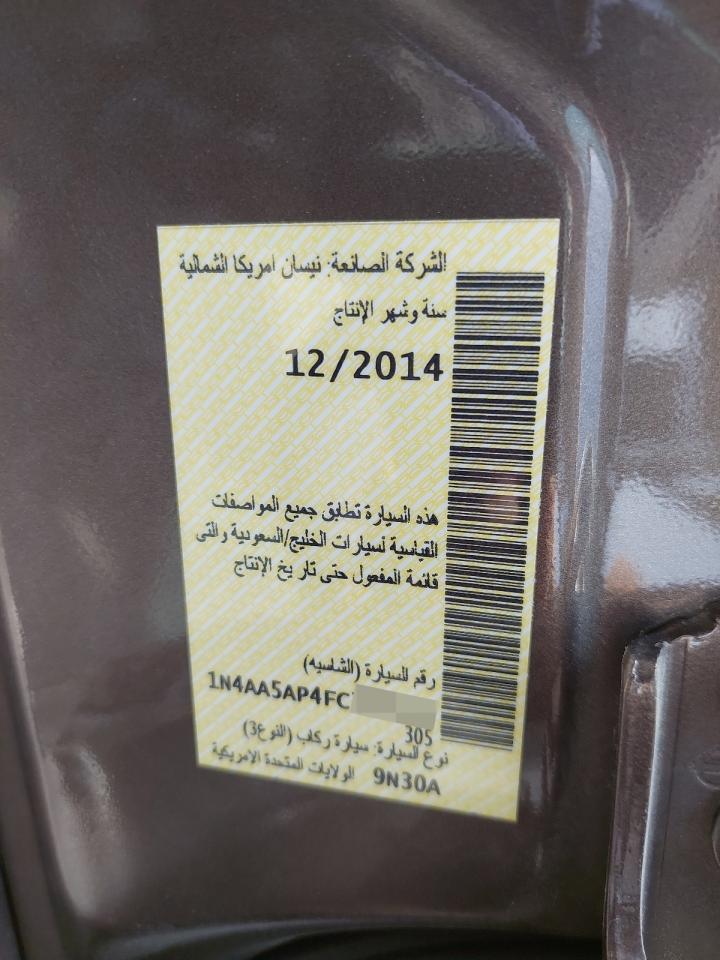 الشركة الصانعة: نيسان امريكا الشمالية
سنة وشهر الإنتاج
12/2014
هذه السيارة تطابق جميع المواصفات
القياسية لسيارات الخليج/السعودية والتى
قائمة المفعول حتى تاريخ الإنتاج
رقم السيارة (الشاسيه)
1N4AA5AP4FC
305
نوع السيارة: سيارة ركاب (النوع3)
9N30A الولايات المتحدة الامريكية